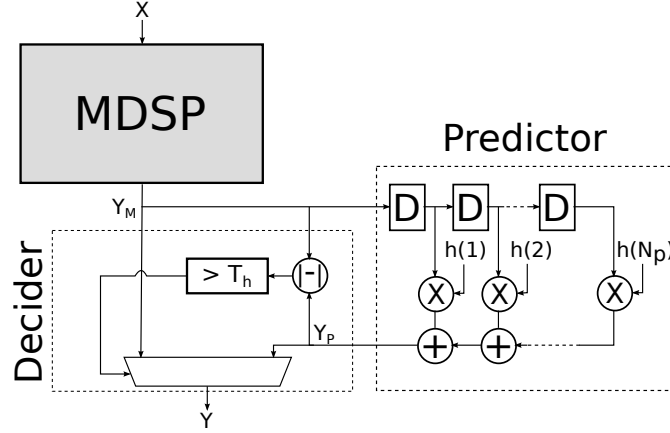 X
MDSP
Predictor
Y_M
D D D
h(1) h(2) h(N_p)
Decider
> T_h
|-|
X X X
Y_P
+ +
Y